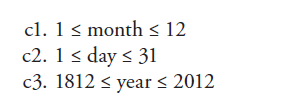 c1. 1 ≤ month ≤ 12
c2. 1 ≤ day ≤ 31
c3. 1812 ≤ year ≤ 2012